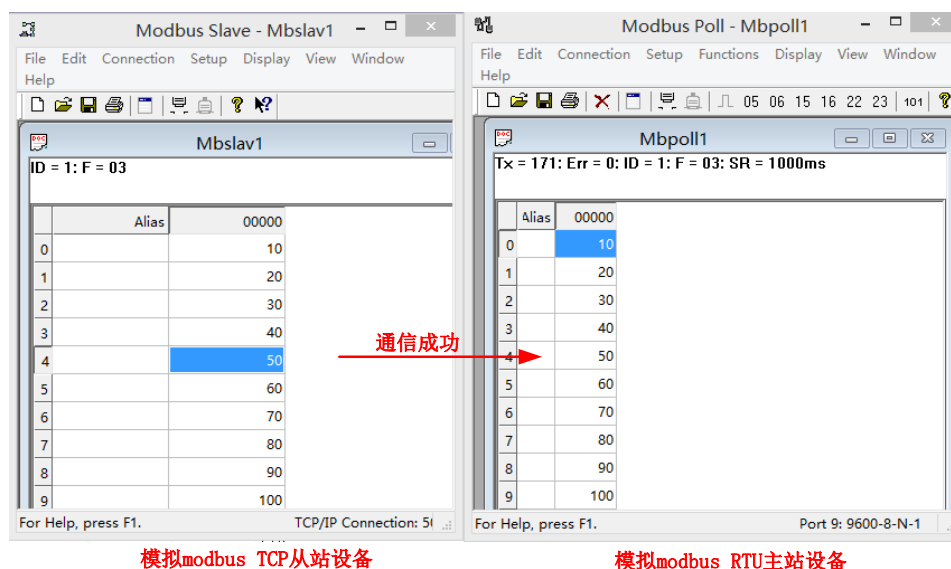 Modbus Slave - Mbslav1
File Edit Connection Setup Display View Window
Help
Mbslav1
ID = 1: F = 03
Alias 00000
0 10
1 20
2 30
3 40
4 50
5 60
6 70
7 80
8 90
9 100
For Help, press F1. TCP/IP Connection:
模拟modbus TCP从站设备
通信成功
Modbus Poll - Mbpoll1
File Edit Connection Setup Functions Display View Window
Help
05 06 15 16 22 23 101
Mbpoll1
Tx = 171: Err = 0: ID = 1: F = 03: SR = 1000ms
Alias 00000
0 10
1 20
2 30
3 40
4 50
5 60
6 70
7 80
8 90
9 100
For Help, press F1. Port 9: 9600-8-N-1
模拟modbus RTU主站设备